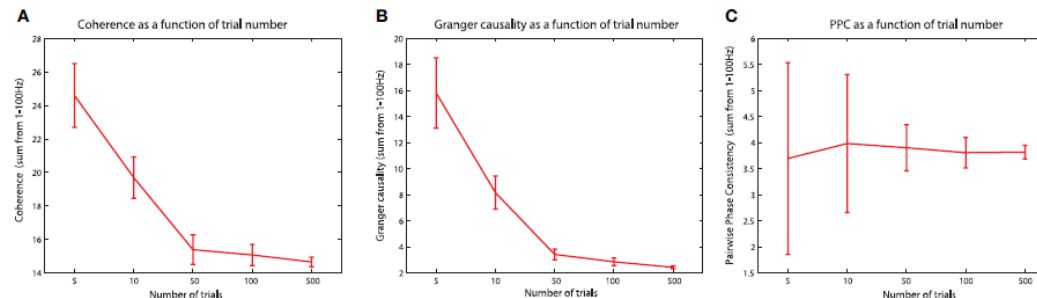 A
Coherence as a function of trial number
Coherence (sum from 1-100Hz)
28
26
24
22
20
18
16
14
5 10 50 100 500
Number of trials
B
Granger causality as a function of trial number
Granger causality (sum from 1-100Hz)
20
18
16
14
12
10
8
6
4
2
5 10 50 100 500
Number of trials
C
PPC as a function of trial number
Pairwise Phase Consistency (sum from 1-100Hz)
6
5.5
5
4.5
4
3.5
3
2.5
2
1.5
1
5 10 50 100 500
Number of trials